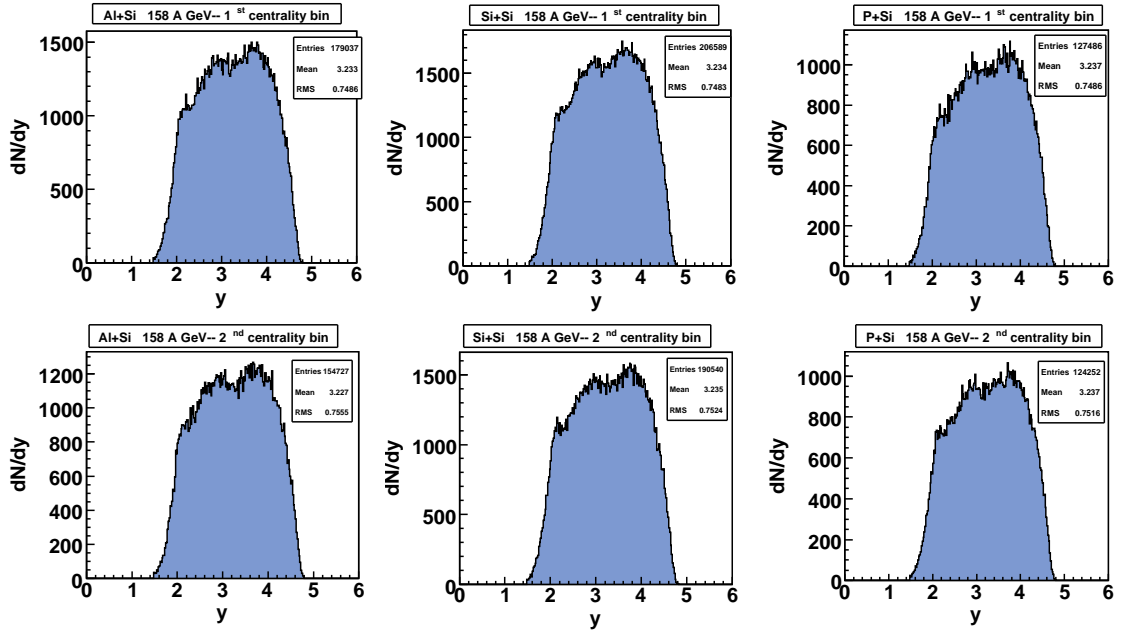 Al+Si 158 A GeV-- 1 st centrality bin
dN/dy
1500
1000
500
0
Entries 179037
Mean 3.233
RMS 0.7486
0 1 2 3 4 5 6
y
Si+Si 158 A GeV-- 1 st centrality bin
dN/dy
1500
1000
500
0
Entries 206589
Mean 3.234
RMS 0.7483
0 1 2 3 4 5 6
y
P+Si 158 A GeV-- 1 st centrality bin
dN/dy
1000
800
600
400
200
0
Entries 127486
Mean 3.237
RMS 0.7486
0 1 2 3 4 5 6
y
Al+Si 158 A GeV-- 2 nd centrality bin
dN/dy
1200
1000
800
600
400
200
0
Entries 154727
Mean 3.227
RMS 0.7555
0 1 2 3 4 5 6
y
Si+Si 158 A GeV-- 2 nd centrality bin
dN/dy
1500
1000
500
0
Entries 190540
Mean 3.235
RMS 0.7524
0 1 2 3 4 5 6
y
P+Si 158 A GeV-- 2 nd centrality bin
dN/dy
1000
800
600
400
200
0
Entries 124252
Mean 3.237
RMS 0.7516
0 1 2 3 4 5 6
y